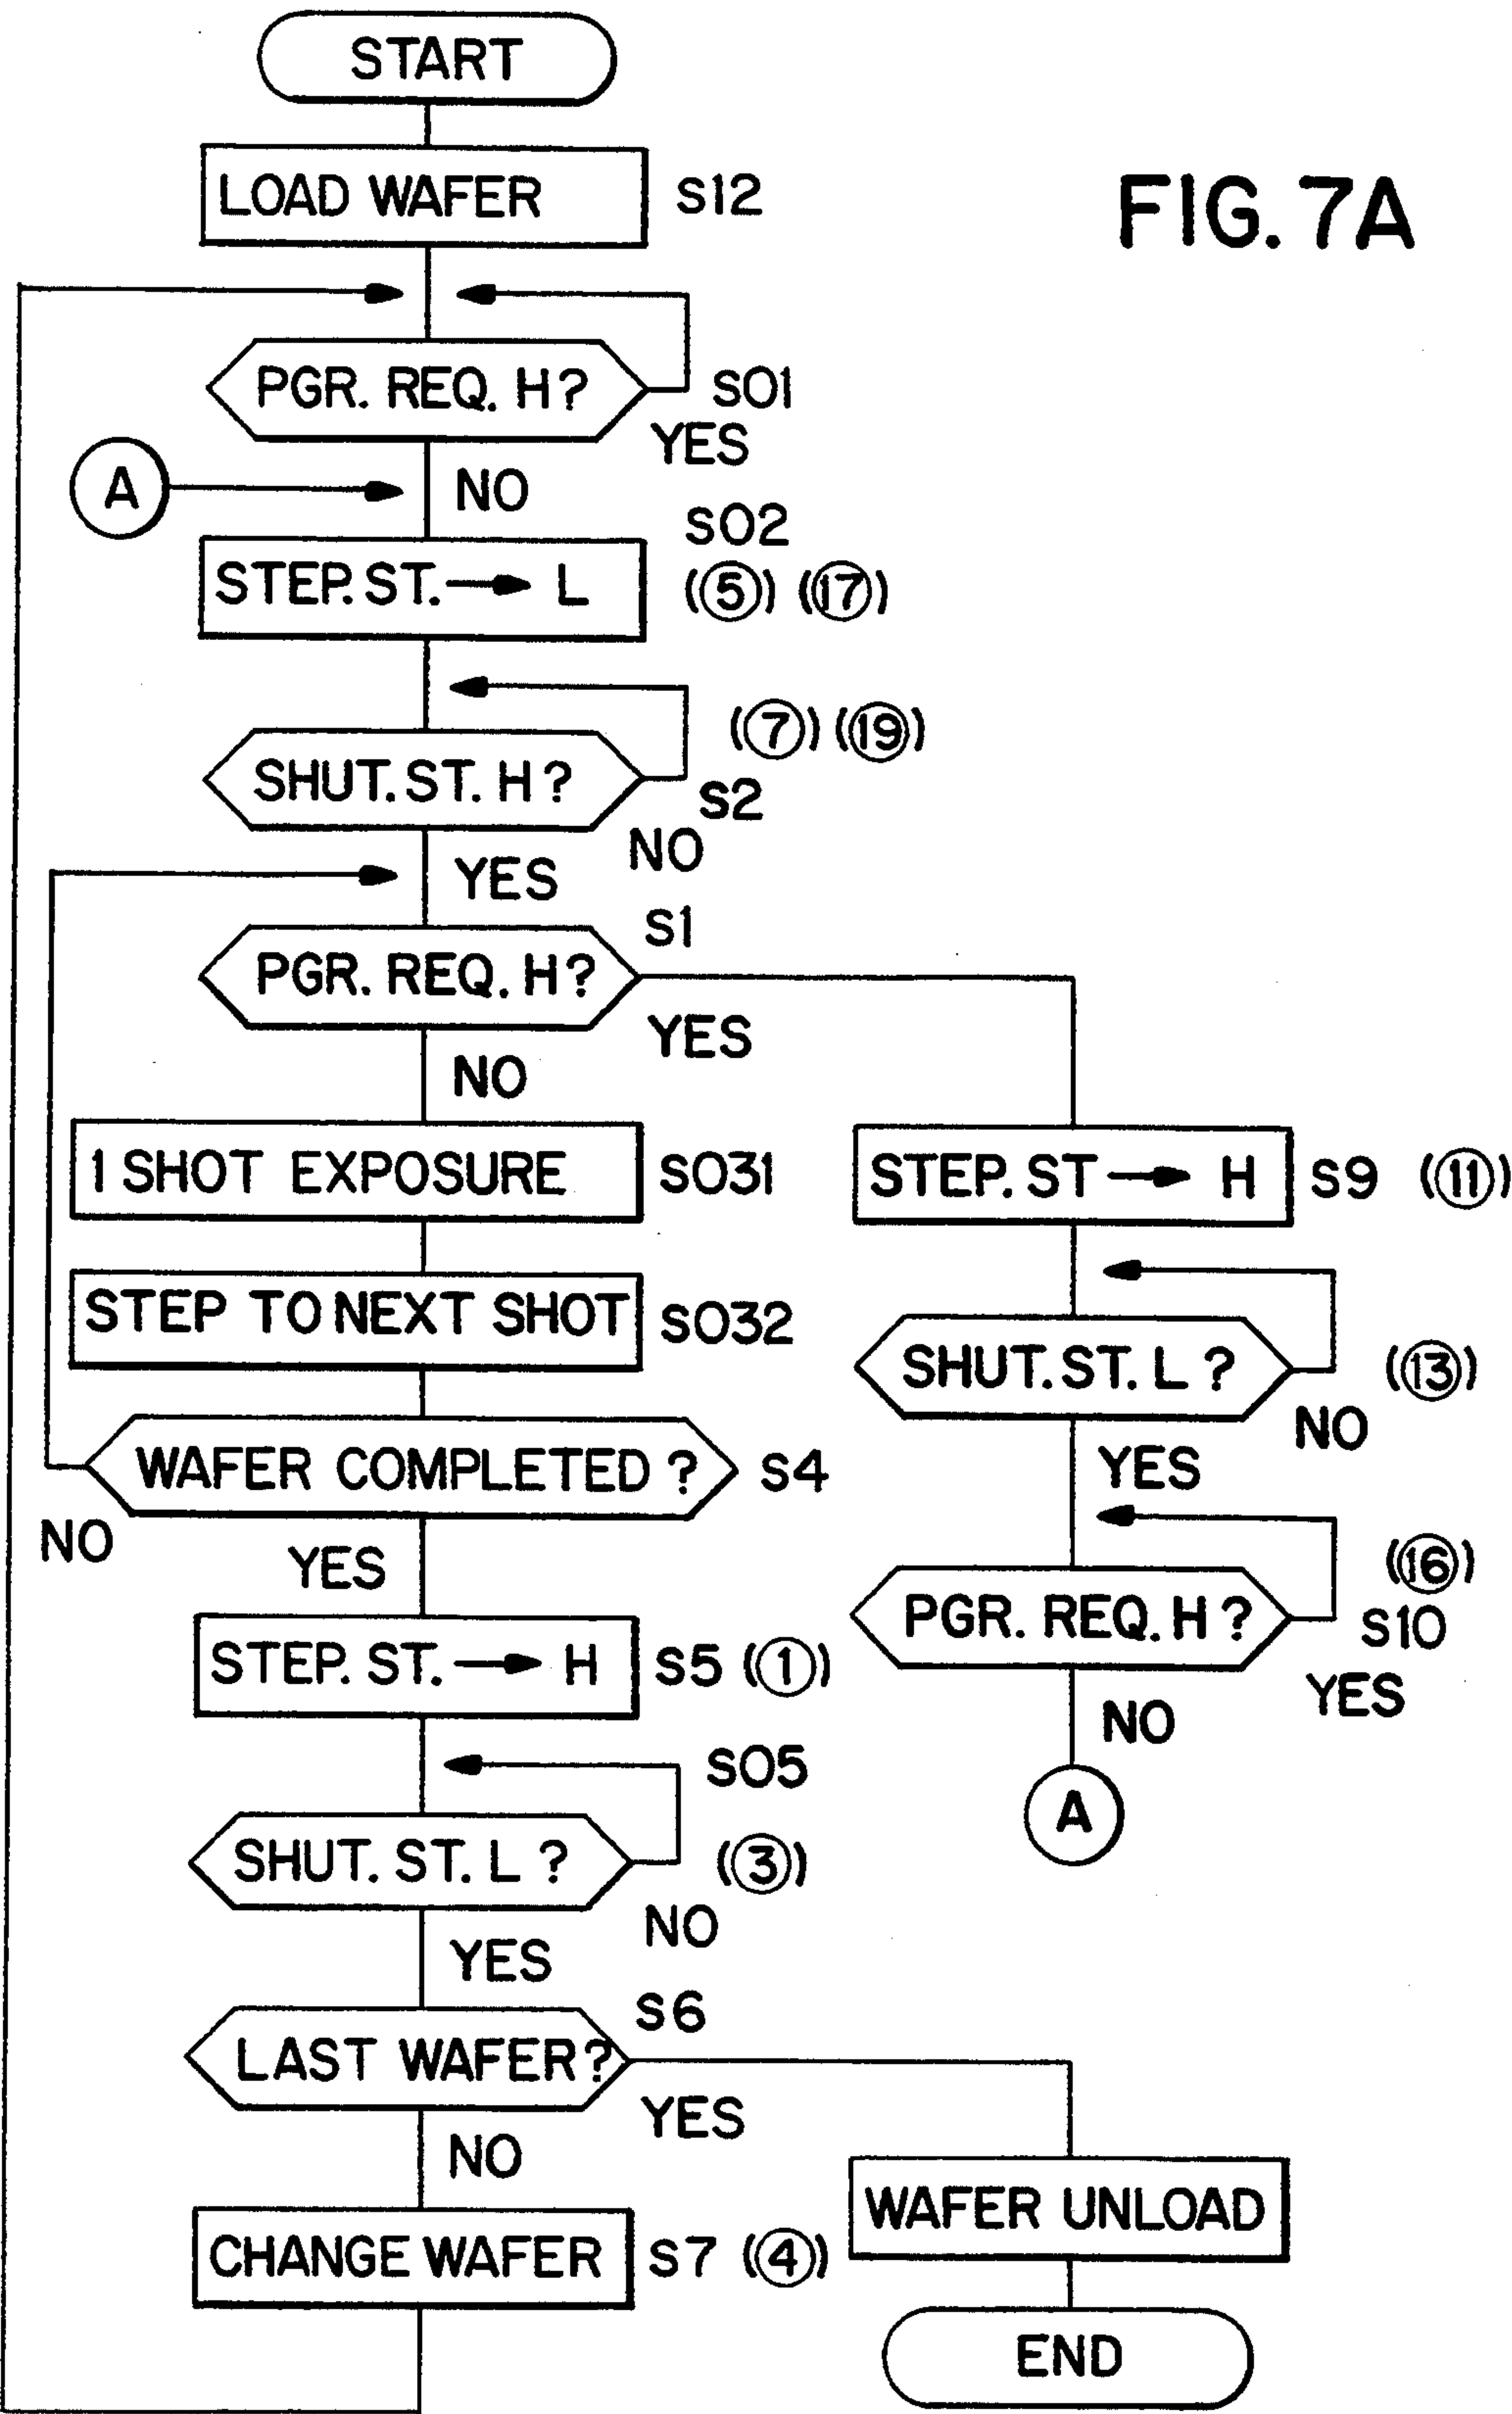 START
LOAD WAFER S12
FIG. 7A
PGR. REQ. H? S01
YES
A
NO
S02
STEP. ST. → L
(⑤) (⑰)
(⑦) (⑲)
SHUT. ST. H?
S2
NO
YES
S1
PGR. REQ. H?
YES
NO
1 SHOT EXPOSURE S031
STEP. ST → H S9 (⑪)
STEP TO NEXT SHOT S032
SHUT. ST. L ? (⑬)
NO
YES
WAFER COMPLETED ? S4
NO
YES
(⑯)
PGR. REQ. H ?
S10
YES
NO
A
STEP. ST. → H S5 (①)
S05
SHUT. ST. L ? (③)
NO
YES
S6
LAST WAFER?
YES
NO
WAFER UNLOAD
CHANGE WAFER S7 (④)
END